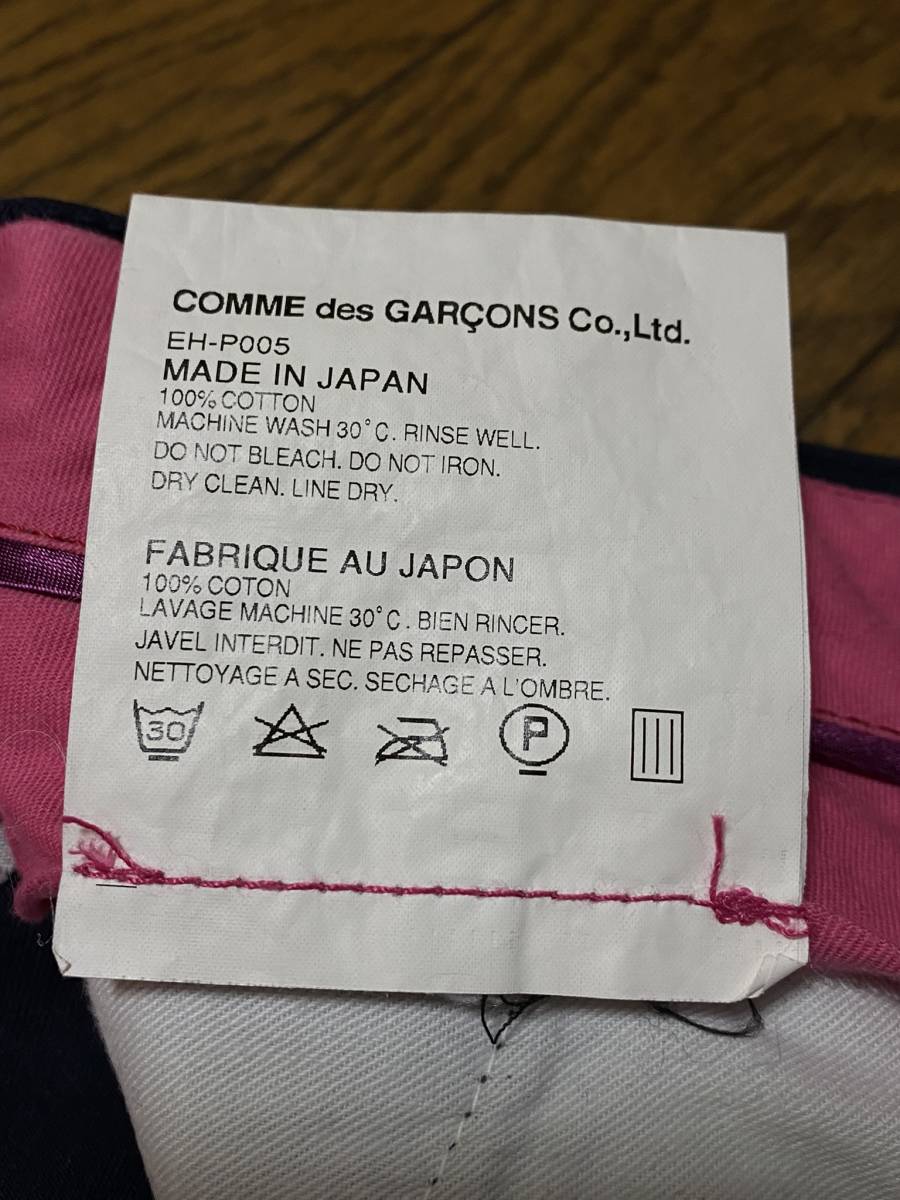 COMME des GARÇONS Co.,Ltd.
EH-P005
MADE IN JAPAN
100% COTTON
MACHINE WASH 30°C. RINSE WELL.
DO NOT BLEACH. DO NOT IRON.
DRY CLEAN. LINE DRY.
FABRIQUE AU JAPON
100% COTON
LAVAGE MACHINE 30°C. BIEN RINCER.
JAVEL INTERDIT. NE PAS REPASSER.
NETTOYAGE A SEC. SECHAGE A L'OMBRE.
30
P